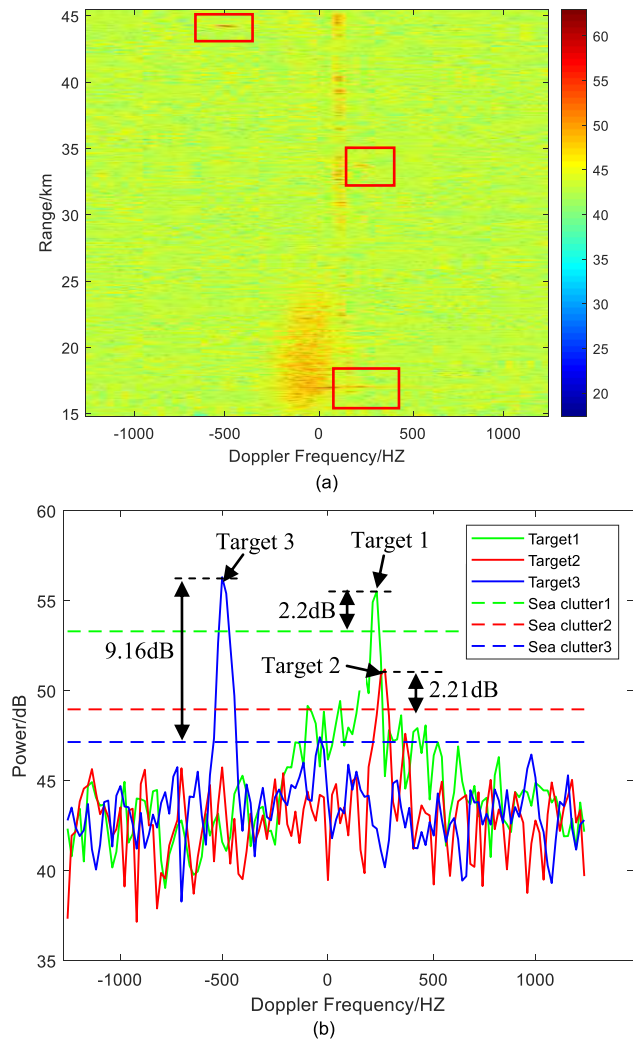 45
40
35
30
25
20
15
Range/km
-1000
-500
0
500
1000
Doppler Frequency/HZ
60
55
50
45
40
35
30
25
20
(a)
60
55
50
45
40
35
Power/dB
Target 3
Target 1
2.2dB
9.16dB
Target 2
2.21dB
Target1
Target2
Target3
Sea clutter1
Sea clutter2
Sea clutter3
-1000
-500
0
500
1000
Doppler Frequency/HZ
(b)